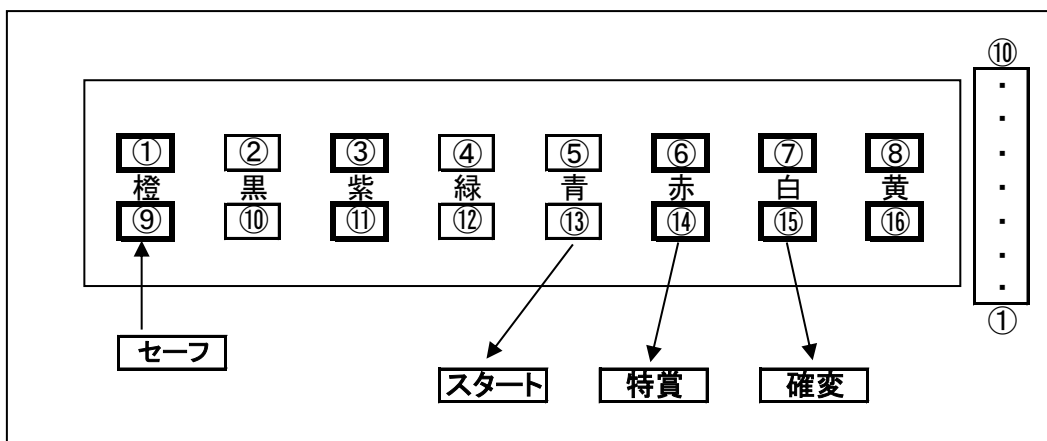 ⑩
① ② ③ ④ ⑤ ⑥ ⑦ ⑧
橙 黒 紫 緑 青 赤 白 黄
⑨ ⑩ ⑪ ⑫ ⑬ ⑭ ⑮ ⑯
①
セーフ
スタート 特賞 確変